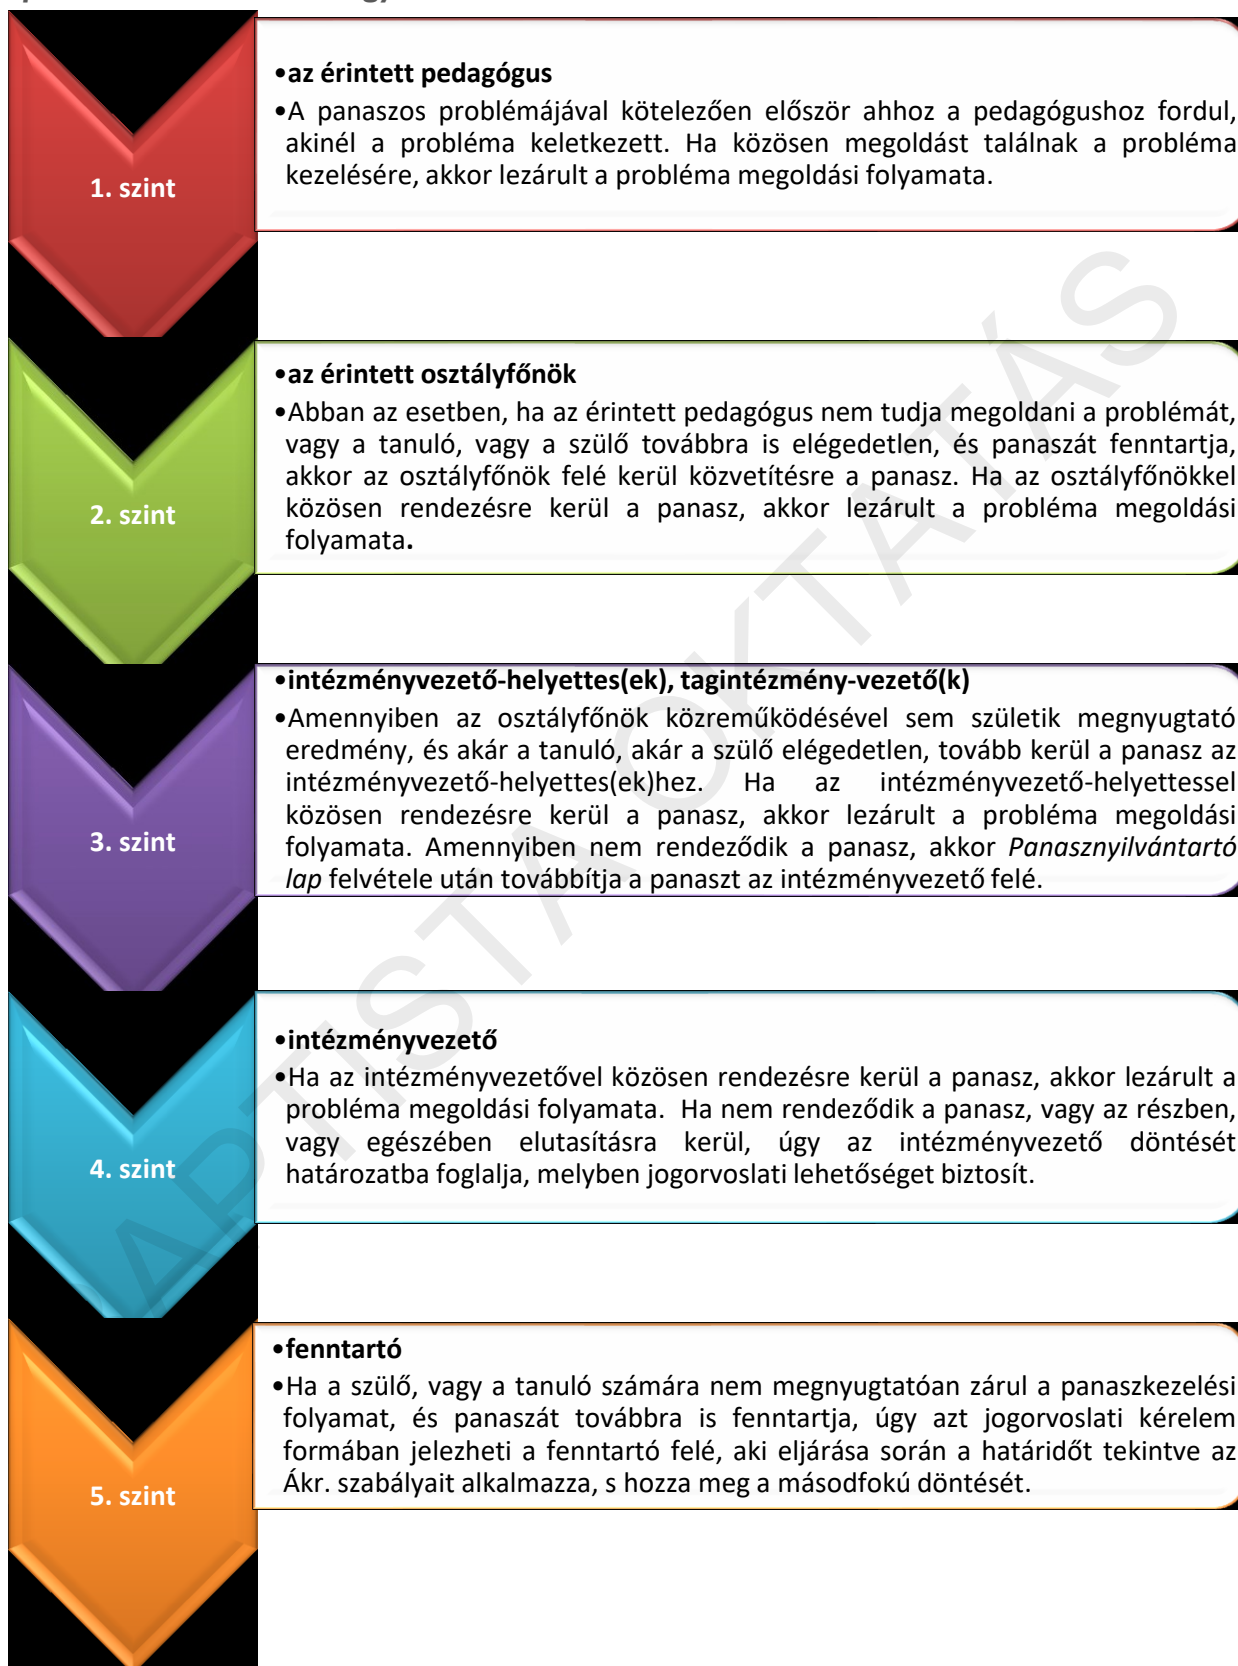 1. szint
•az érintett pedagógus
•A panaszos problémájával kötelezően először ahhoz a pedagógushoz fordul,
akinél a probléma keletkezett. Ha közösen megoldást találnak a probléma
kezelésére, akkor lezárult a probléma megoldási folyamata.
2. szint
•az érintett osztályfőnök
•Abban az esetben, ha az érintett pedagógus nem tudja megoldani a problémát,
vagy a tanuló, vagy a szülő továbbra is elégedetlen, és panaszát fenntartja,
akkor az osztályfőnök felé kerül közvetítésre a panasz. Ha az osztályfőnökkel
közösen rendezésre kerül a panasz, akkor lezárult a probléma megoldási
folyamata.
3. szint
•intézményvezető-helyettes(ek), tagintézmény-vezető(k)
•Amennyiben az osztályfőnök közreműködésével sem születik megnyugtató
eredmény, és akár a tanuló, akár a szülő elégedetlen, tovább kerül a panasz az
intézményvezető-helyettes(ek)hez. Ha az intézményvezető-helyettessel
közösen rendezésre kerül a panasz, akkor lezárult a probléma megoldási
folyamata. Amennyiben nem rendeződik a panasz, akkor Panasznyilvántartó
lap felvétele után továbbítja a panaszt az intézményvezető felé.
4. szint
•intézményvezető
•Ha az intézményvezetővel közösen rendezésre kerül a panasz, akkor lezárult a
probléma megoldási folyamata. Ha nem rendeződik a panasz, vagy az részben,
vagy egészében elutasításra kerül, úgy az intézményvezető döntését
határozatba foglalja, melyben jogorvoslati lehetőséget biztosít.
5. szint
•fenntartó
•Ha a szülő, vagy a tanuló számára nem megnyugtatóan zárul a panaszkezelési
folyamat, és panaszát továbbra is fenntartja, úgy azt jogorvoslati kérelem
formában jelezheti a fenntartó felé, aki eljárása során a határidőt tekintve az
Ákr. szabályait alkalmazza, s hozza meg a másodfokú döntését.
APTISTA OKTATÁS